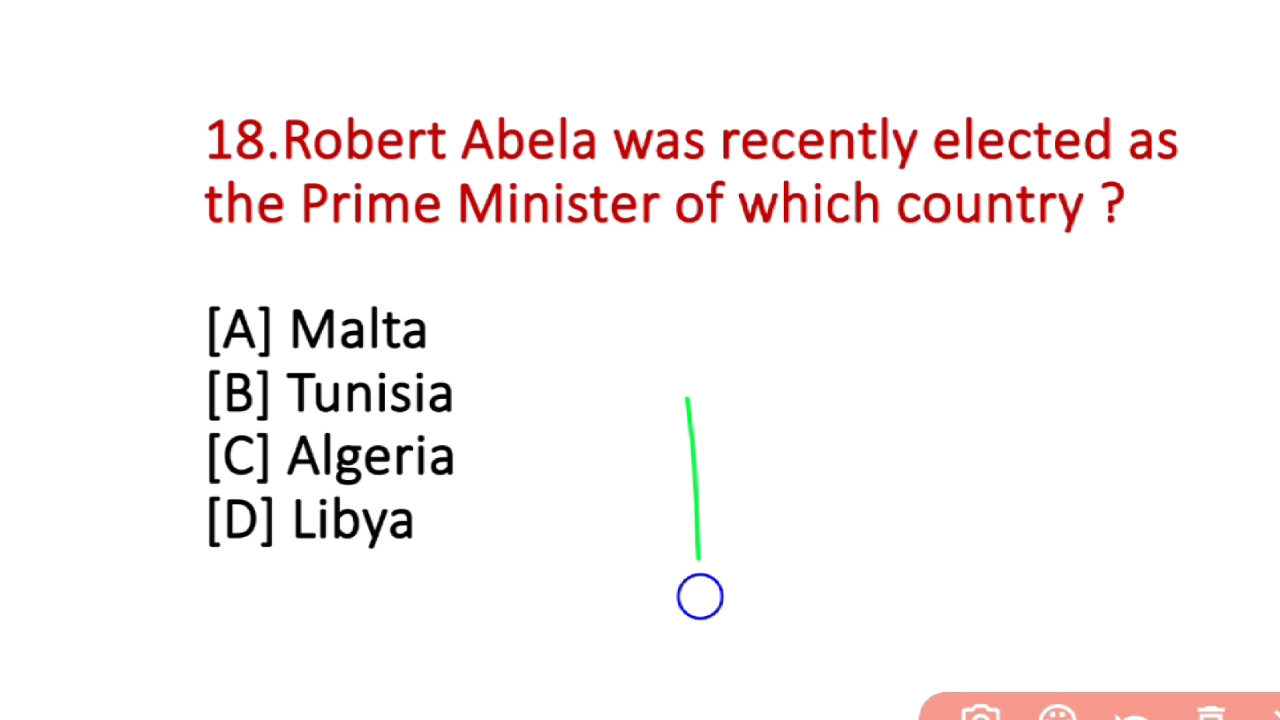 18.Robert Abela was recently elected as
the Prime Minister of which country ?
[A] Malta
[B] Tunisia
[C] Algeria
[D] Libya